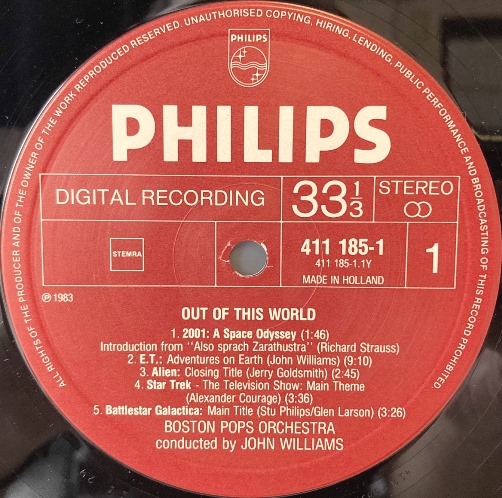 ALL RIGHTS OF THE PRODUCER AND OF THE OWNER OF THE WORK REPRODUCED RESERVED. UNAUTHORISED COPYING, HIRING, LENDING, PUBLIC PERFORMANCE AND BROADCASTING OF THIS RECORD PROHIBITED
PHILIPS
PHILIPS
DIGITAL RECORDING
33 1/3
STEREO
STEMRA
411 185-1
411 185-1.1Y
MADE IN HOLLAND
1
℗ 1983
OUT OF THIS WORLD
1. 2001: A Space Odyssey (1:46)
Introduction from "Also sprach Zarathustra" (Richard Strauss)
2. E.T.: Adventures on Earth (John Williams) (9:10)
3. Alien: Closing Title (Jerry Goldsmith) (2:45)
4. Star Trek - The Television Show: Main Theme
(Alexander Courage) (3:36)
5. Battlestar Galactica: Main Title (Stu Philips/Glen Larson) (3:26)
BOSTON POPS ORCHESTRA
conducted by JOHN WILLIAMS